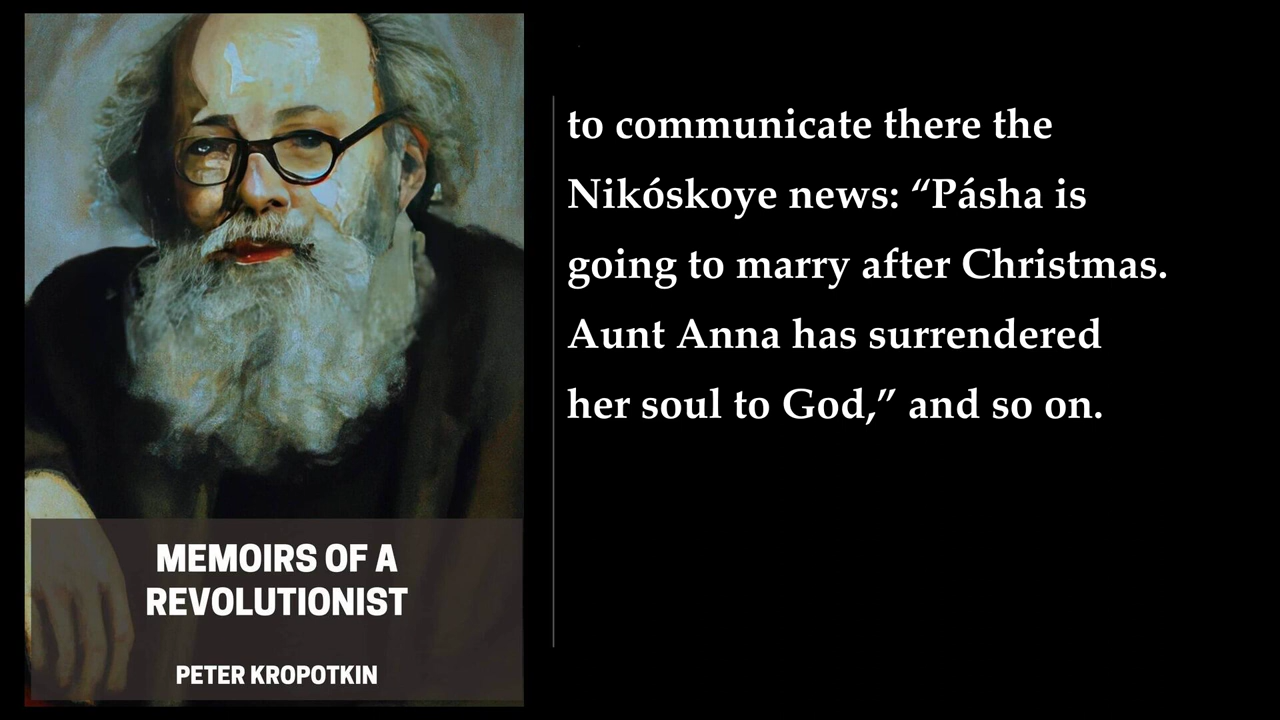 MEMOIRS OF A
REVOLUTIONIST
PETER KROPOTKIN
to communicate there the
Nikóskoye news: “Pásha is
going to marry after Christmas.
Aunt Anna has surrendered
her soul to God,” and so on.